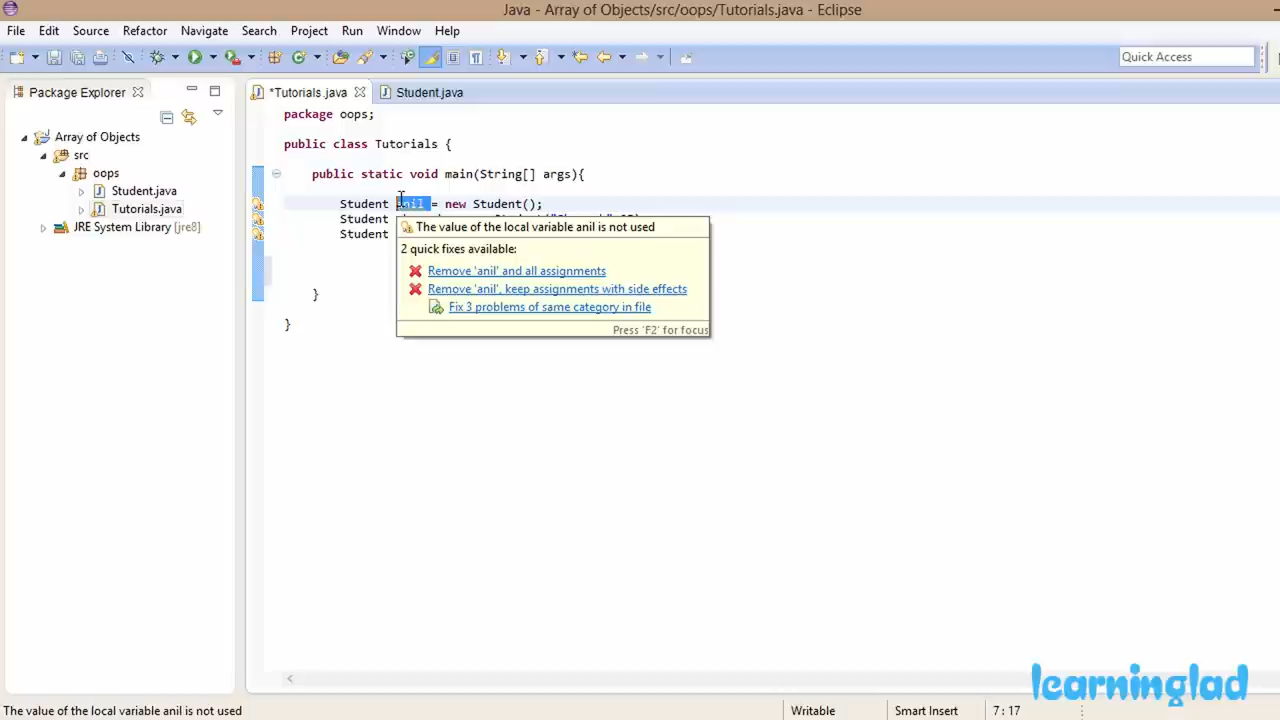 Java - Array of Objects/src/oops/Tutorials.java - Eclipse
File Edit Source Refactor Navigate Search Project Run Window Help
Quick Access
Package Explorer
*Tutorials.java
Student.java
Array of Objects
src
oops
Student.java
Tutorials.java
JRE System Library [jre8]
package oops;
public class Tutorials {
public static void main(String[] args){
Student anil = new Student();
Student
Student
}
}
The value of the local variable anil is not used
2 quick fixes available:
Remove 'anil' and all assignments
Remove 'anil', keep assignments with side effects
Fix 3 problems of same category in file
Press 'F2' for focus
learninglad
The value of the local variable anil is not used
Writable
Smart Insert
7 : 17